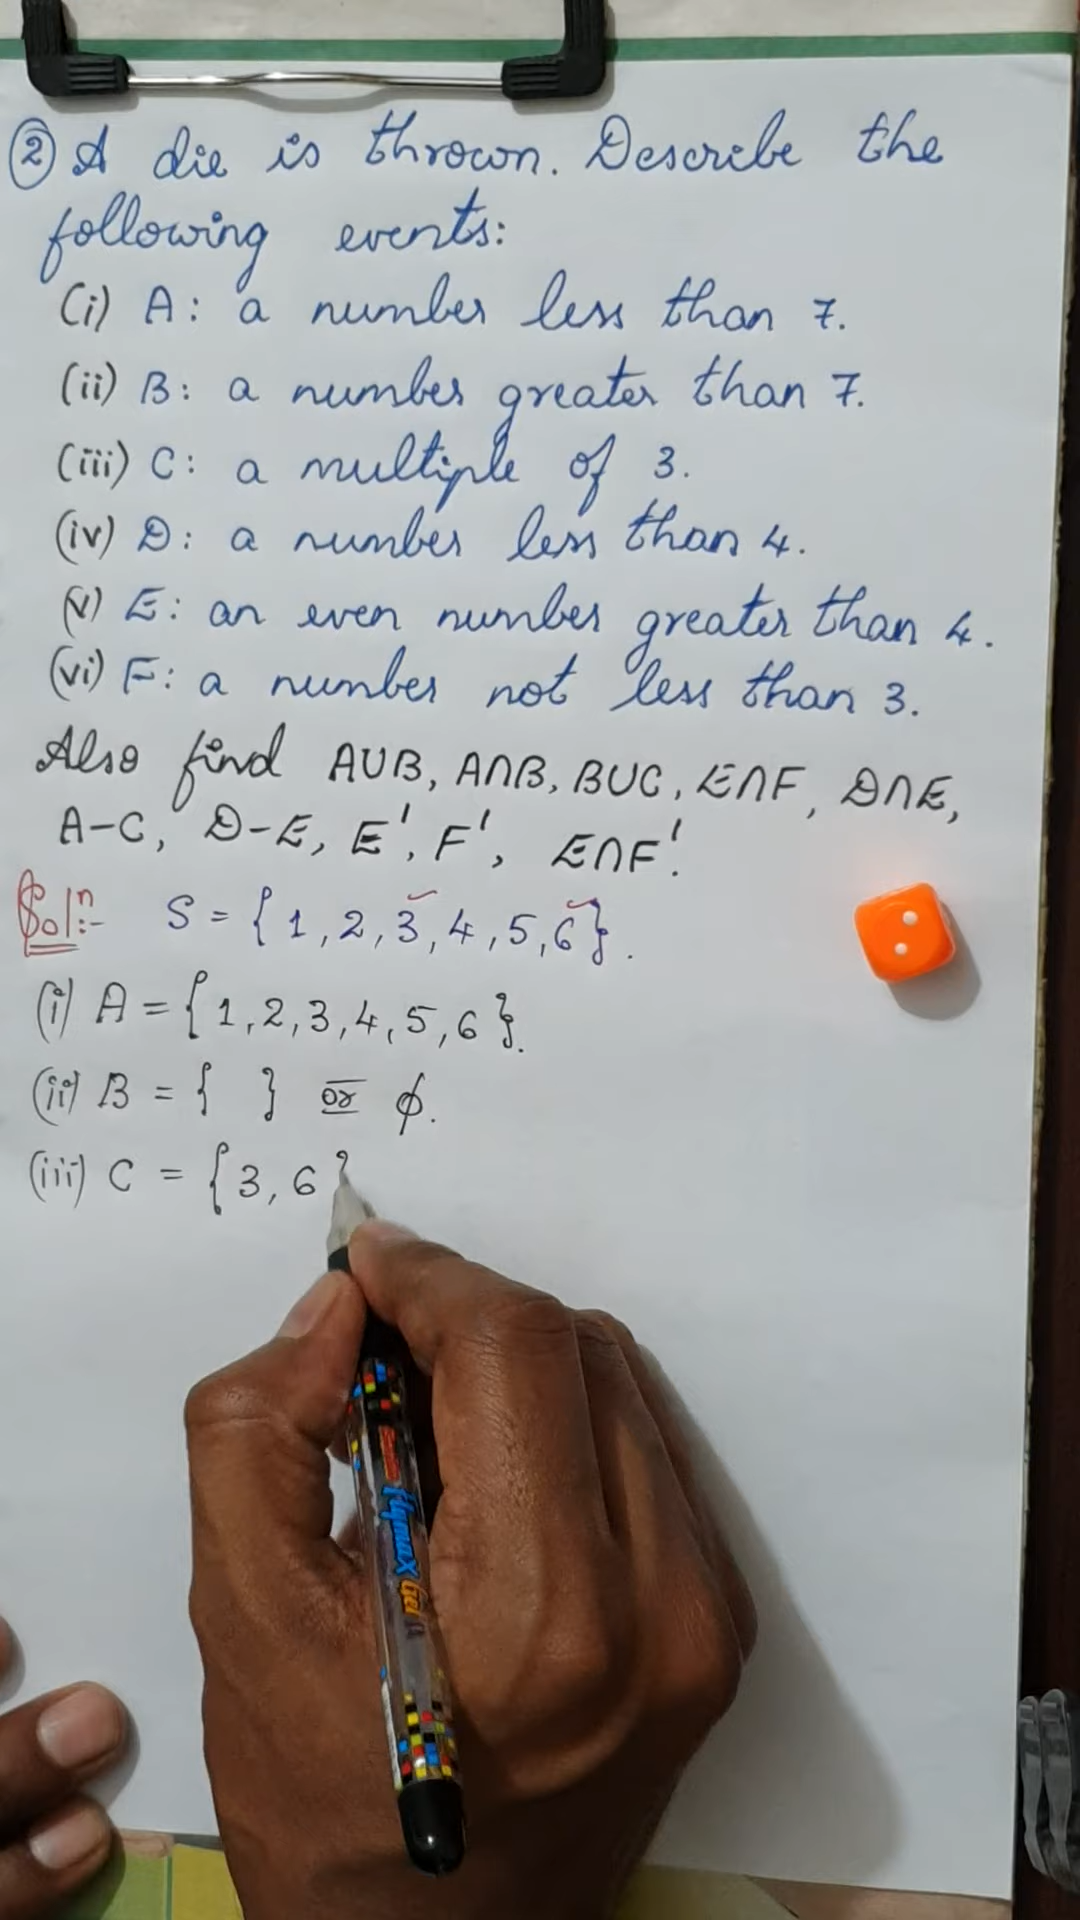 ② A die is thrown. Describe the
following events:
(i) A: a number less than 7.
(ii) B: a number greater than 7.
(iii) C: a multiple of 3.
(iv) D: a number less than 4.
(v) E: an even number greater than 4.
(vi) F: a number not less than 3.
Also find A∪B, A∩B, B∪C, E∩F, D∩E,
A-C, D-E, E', F', E∩F'.
Solⁿ:- S = { 1, 2, 3, 4, 5, 6 }.
(i) A = { 1, 2, 3, 4, 5, 6 }.
(ii) B = { } or ϕ.
(iii) C = { 3, 6 }
Hymax Gel